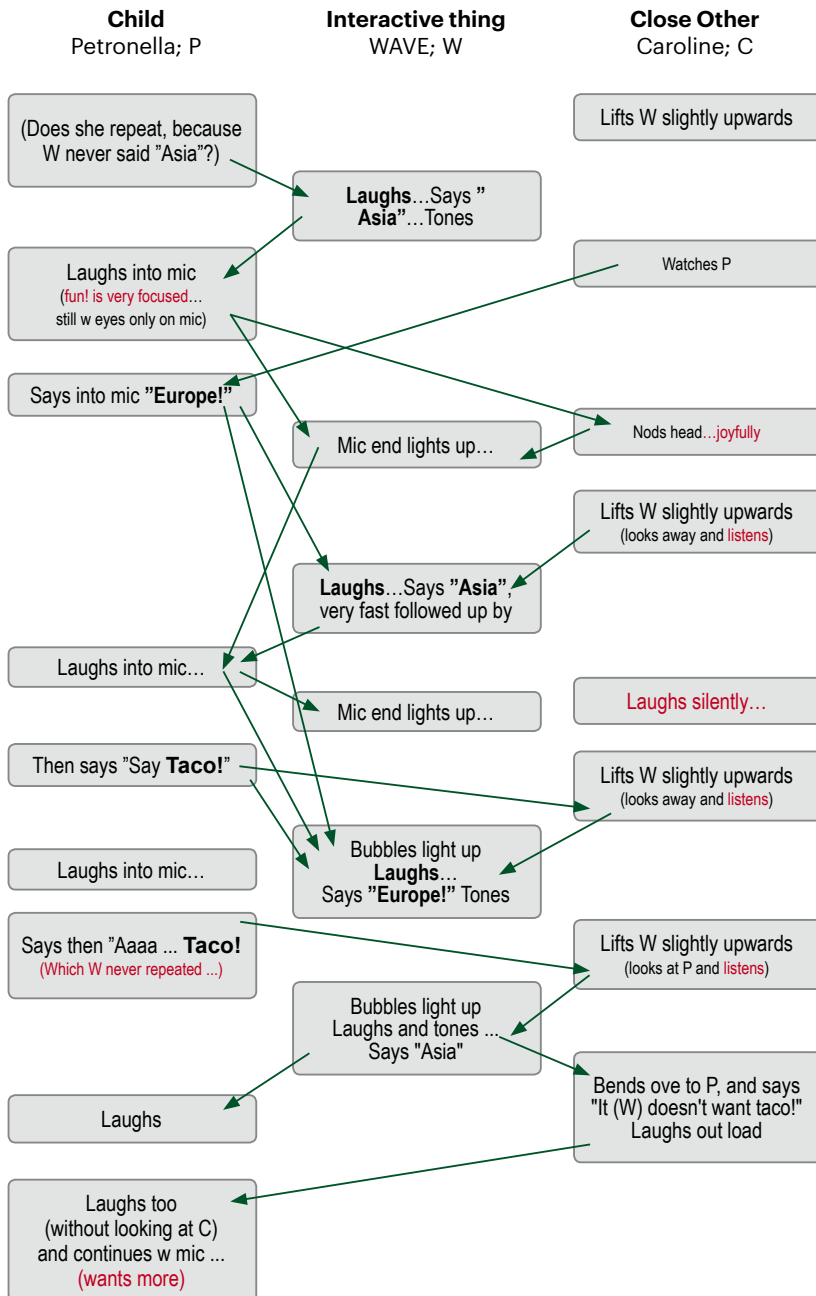 Child
Petronella; P
Interactive thing
WAVE; W
Close Other
Caroline; C
(Does she repeat, because
W never said ”Asia”?)
Lifts W slightly upwards
Laughs…Says ”
Asia”…Tones
Laughs into mic
(fun! is very focused…
still w eyes only on mic)
Watches P
Says into mic ”Europe!”
Mic end lights up…
Nods head…joyfully
Lifts W slightly upwards
(looks away and listens)
Laughs…Says ”Asia”,
very fast followed up by
Laughs into mic…
Mic end lights up…
Laughs silently…
Then says ”Say Taco!”
Lifts W slightly upwards
(looks away and listens)
Bubbles light up
Laughs…
Says ”Europe!” Tones
Laughs into mic…
Says then ”Aaaa ... Taco!
(Which W never repeated ...)
Lifts W slightly upwards
(looks at P and listens)
Bubbles light up
Laughs and tones ...
Says "Asia"
Bends ove to P, and says
"It (W) doesn't want taco!"
Laughs out load
Laughs
Laughs too
(without looking at C)
and continues w mic ...
(wants more)